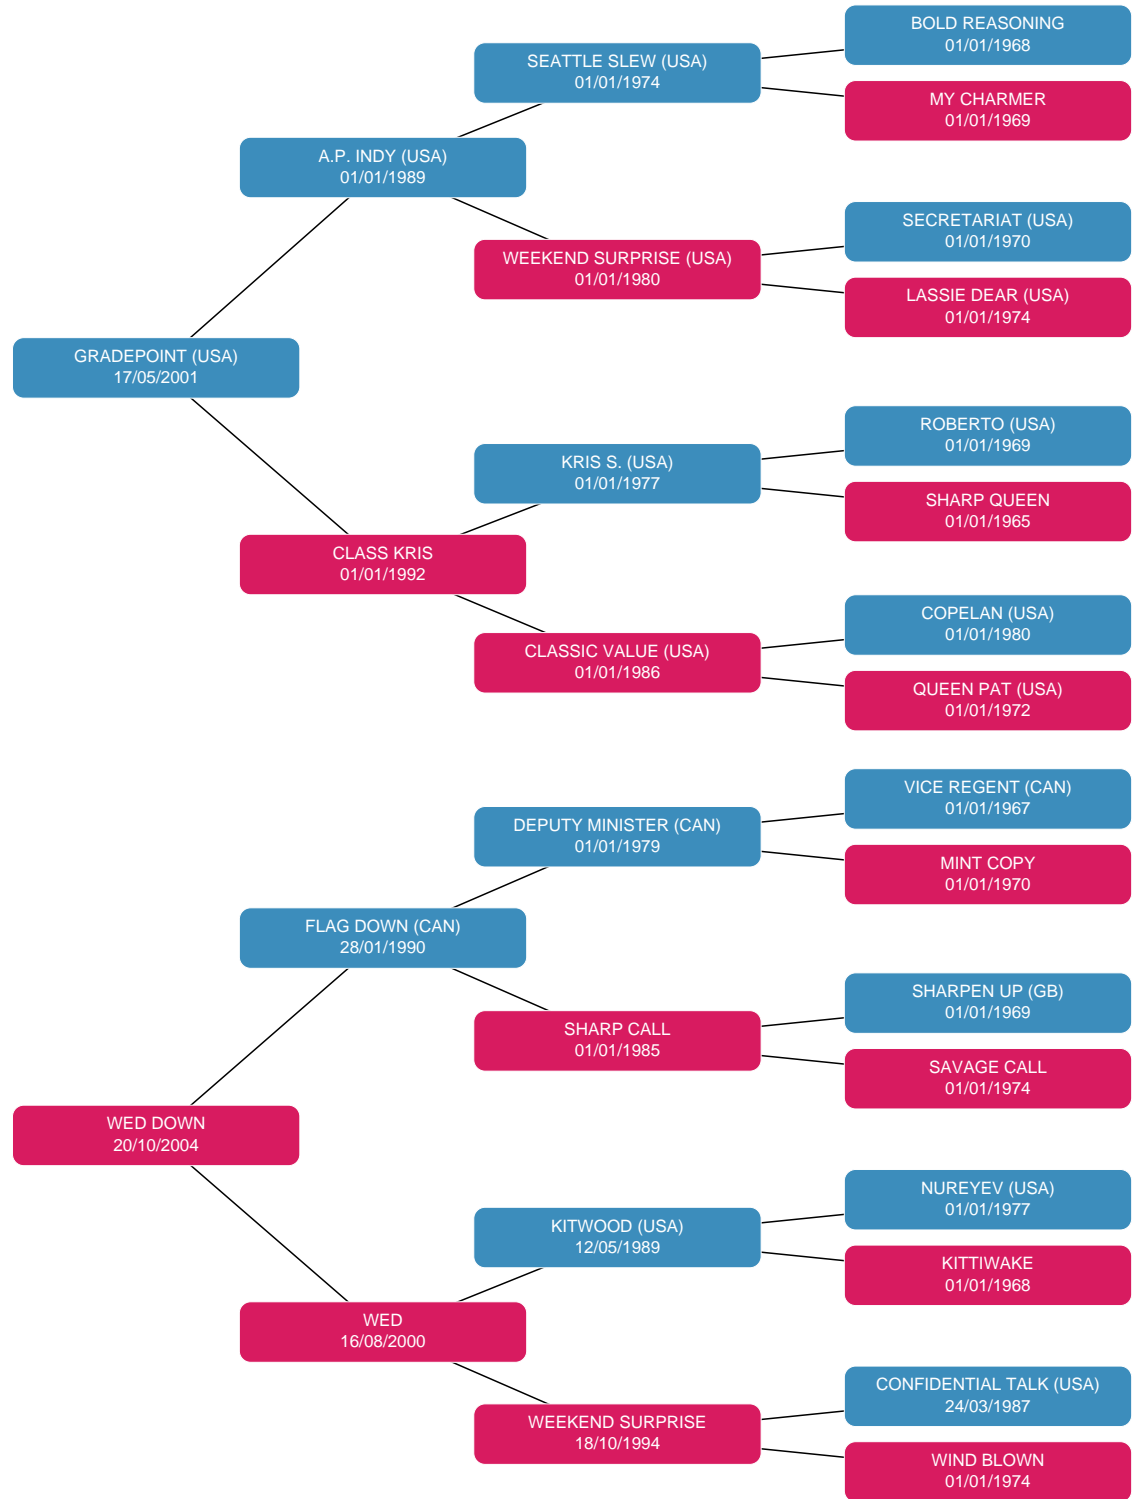 BOLD REASONING
01/01/1968
SEATTLE SLEW (USA)
01/01/1974
MY CHARMER
01/01/1969
A.P. INDY (USA)
01/01/1989
SECRETARIAT (USA)
01/01/1970
WEEKEND SURPRISE (USA)
01/01/1980
LASSIE DEAR (USA)
01/01/1974
GRADEPOINT (USA)
17/05/2001
ROBERTO (USA)
01/01/1969
KRIS S. (USA)
01/01/1977
SHARP QUEEN
01/01/1965
CLASS KRIS
01/01/1992
COPELAN (USA)
01/01/1980
CLASSIC VALUE (USA)
01/01/1986
QUEEN PAT (USA)
01/01/1972
VICE REGENT (CAN)
01/01/1967
DEPUTY MINISTER (CAN)
01/01/1979
MINT COPY
01/01/1970
FLAG DOWN (CAN)
28/01/1990
SHARPEN UP (GB)
01/01/1969
SHARP CALL
01/01/1985
SAVAGE CALL
01/01/1974
WED DOWN
20/10/2004
NUREYEV (USA)
01/01/1977
KITWOOD (USA)
12/05/1989
KITTIWAKE
01/01/1968
WED
16/08/2000
CONFIDENTIAL TALK (USA)
24/03/1987
WEEKEND SURPRISE
18/10/1994
WIND BLOWN
01/01/1974